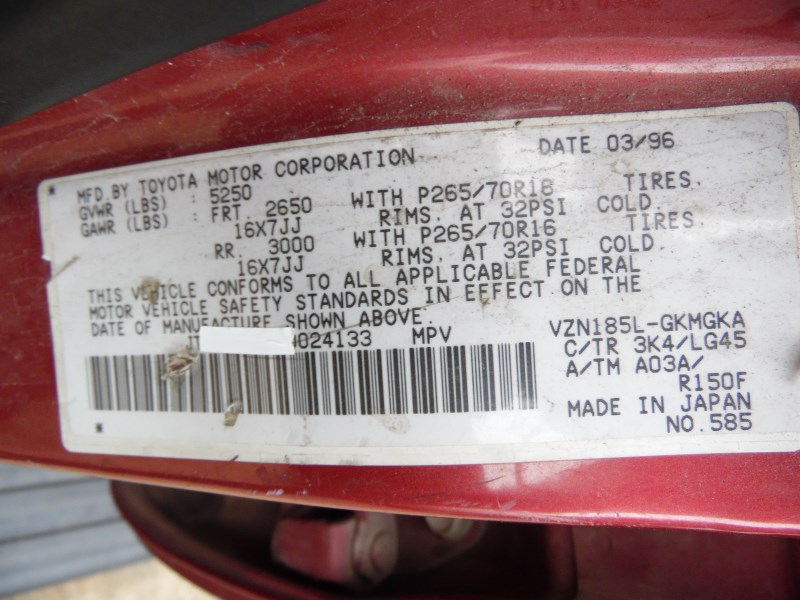 MFD. BY TOYOTA MOTOR CORPORATION DATE 03/96
GVWR (LBS) : 5250
GAWR (LBS) : FRT. 2650 WITH P265/70R16 TIRES.
16X7JJ RIMS. AT 32PSI COLD.
RR. 3000 WITH P265/70R16 TIRES.
16X7JJ RIMS. AT 32PSI COLD.
THIS VEHICLE CONFORMS TO ALL APPLICABLE FEDERAL
MOTOR VEHICLE SAFETY STANDARDS IN EFFECT ON THE
DATE OF MANUFACTURE SHOWN ABOVE.
024133 MPV VZN185L-GKMGKA
C/TR 3K4/LG45
A/TM A03A/
R150F
MADE IN JAPAN
NO.585